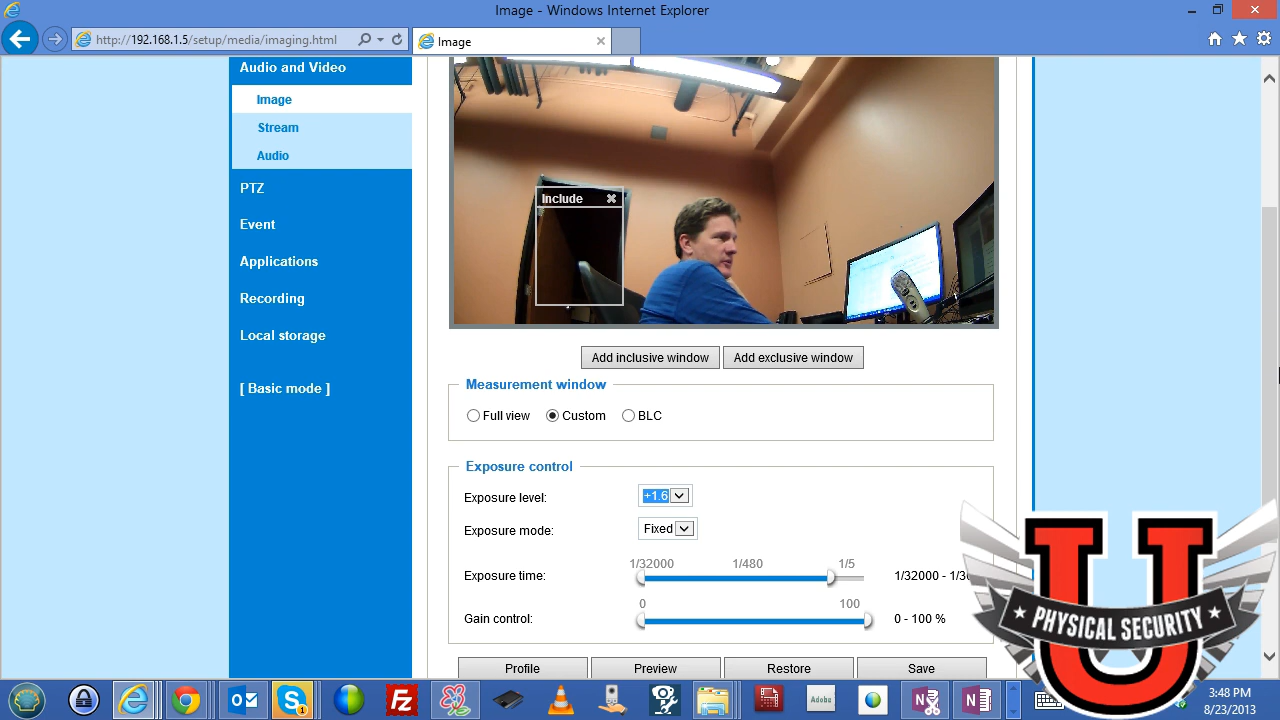 Image - Windows Internet Explorer
http://192.168.1.5/setup/media/imaging.html
Image
Audio and Video
Image
Stream
Audio
PTZ
Event
Applications
Recording
Local storage
[ Basic mode ]
Include
Add inclusive window Add exclusive window
Measurement window
Full view Custom BLC
Exposure control
Exposure level: +1.6
Exposure mode: Fixed
1/32000 1/480 1/5
Exposure time: 1/32000 - 1/30
0 100
Gain control: 0 - 100 %
Profile Preview Restore Save
U
PHYSICAL SECURITY
Adobe
3:48 PM
8/23/2013